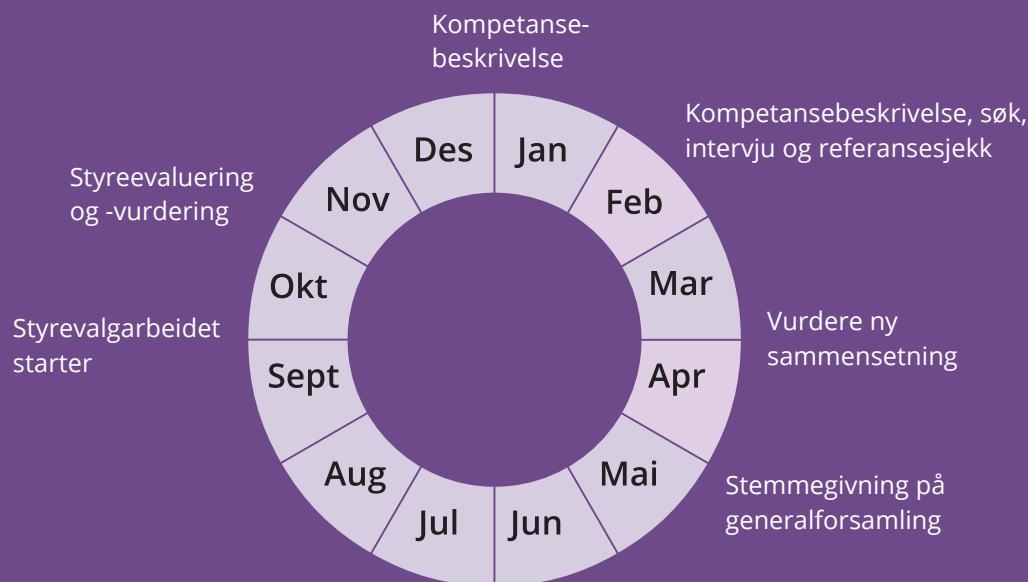 Kompetanse-
beskrivelse
Kompetansebeskrivelse, søk,
intervju og referansesjekk
Styreevaluering
og -vurdering
Styrevalgarbeidet
starter
Vurdere ny
sammensetning
Stemmegivning på
generalforsamling
Jan
Feb
Mar
Apr
Mai
Jun
Jul
Aug
Sept
Okt
Nov
Des